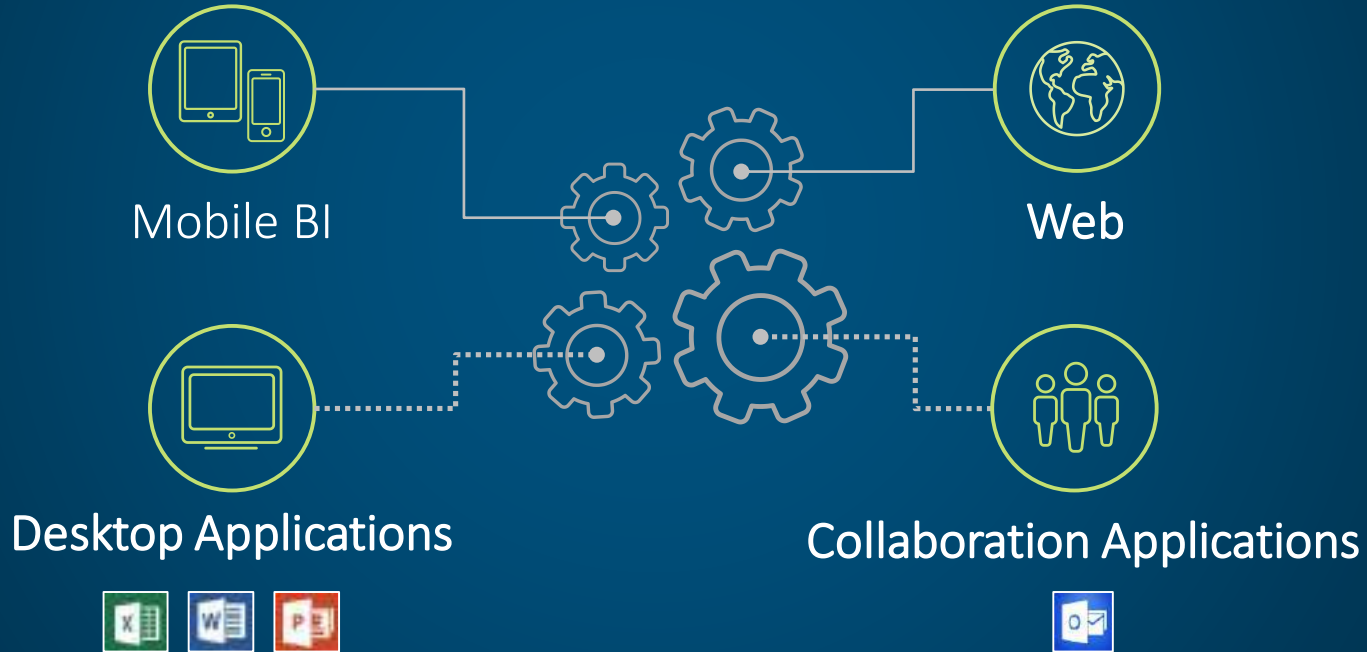 Mobile BI
Web
Desktop Applications
Collaboration Applications
X
W
P
O